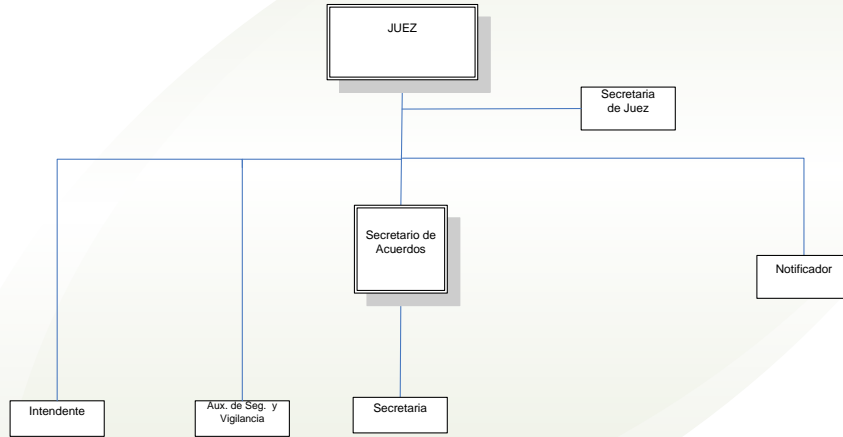 JUEZ
Secretaria
de Juez
Secretario de
Acuerdos
Notificador
Intendente
Aux. de Seg. y
Vigilancia
Secretaria